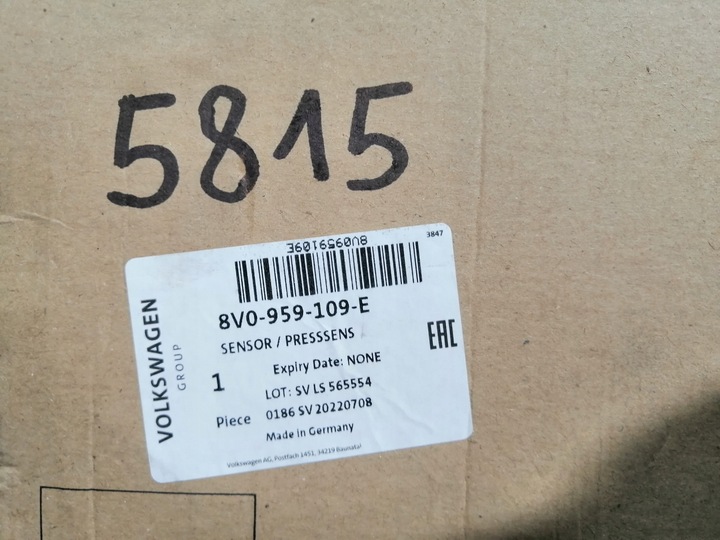 5815
8V0959109E
3847
8V0-959-109-E
SENSOR / PRESSSENS
EAC
VOLKSWAGEN
GROUP
Expiry Date: NONE
1
LOT: SV LS 565554
Piece
0186 SV 20220708
Made in Germany
Volkswagen AG, Postfach 1451, 34219 Baunatal